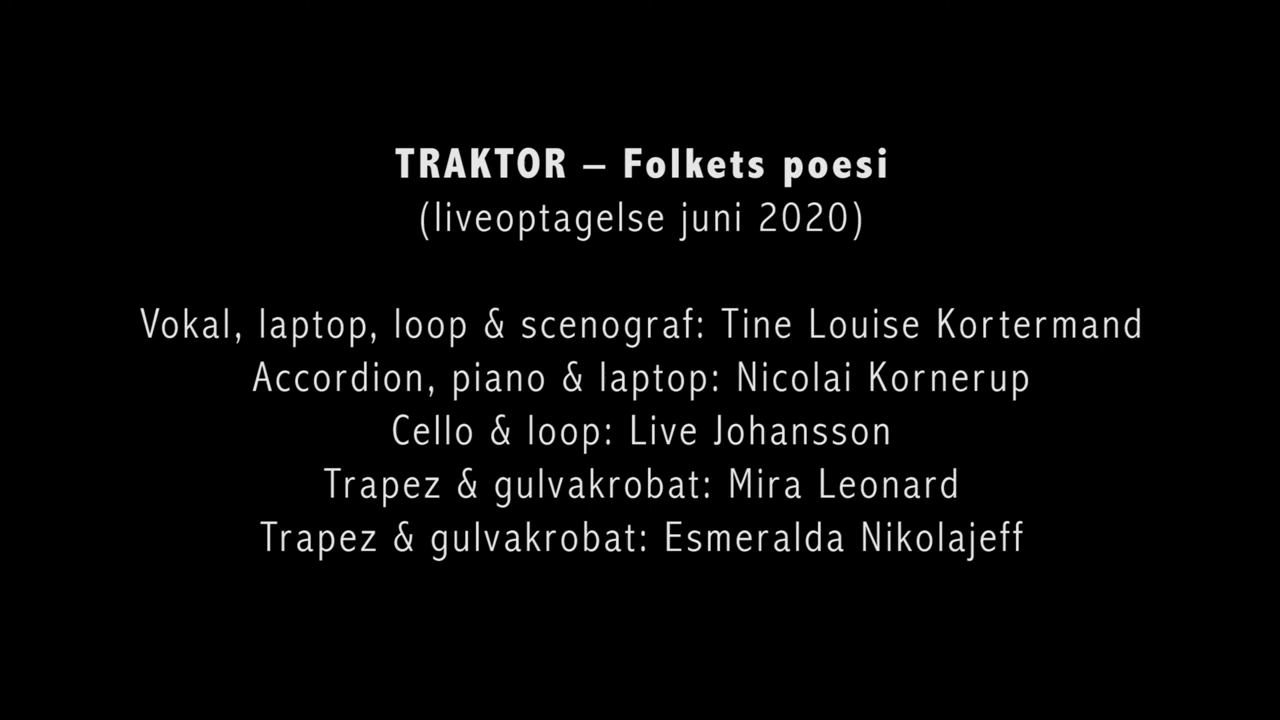 TRAKTOR – Folkets poesi
(liveoptagelse juni 2020)
Vokal, laptop, loop & scenograf: Tine Louise Kortermand
Accordion, piano & laptop: Nicolai Kornerup
Cello & loop: Live Johansson
Trapez & gulvakrobat: Mira Leonard
Trapez & gulvakrobat: Esmeralda Nikolajeff